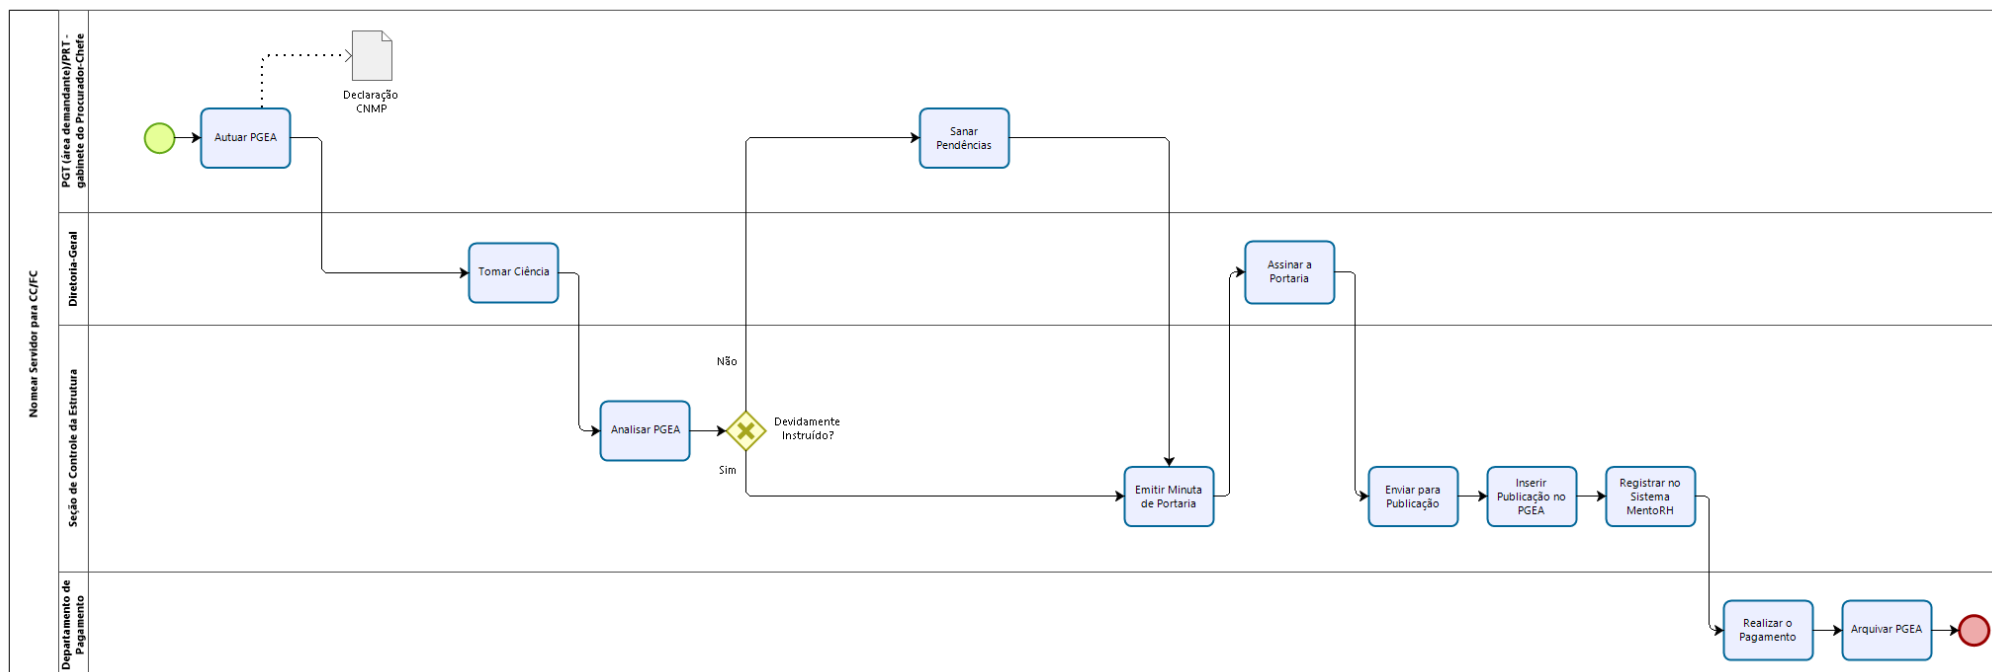 Nomear Servidor para CC/FC
PGT (área demandante)/PRT -
gabinete do Procurador-Chefe
Declaração
CNMP
Autuar PGEA
Sanar
Pendências
Diretoria-Geral
Tomar Ciência
Assinar a
Portaria
Seção de Controle da Estrutura
Não
Analisar PGEA
Devidamente
Instruído?
Sim
Emitir Minuta
de Portaria
Enviar para
Publicação
Inserir
Publicação no
PGEA
Registrar no
Sistema
MentoRH
Departamento de
Pagamento
Realizar o
Pagamento
Arquivar PGEA